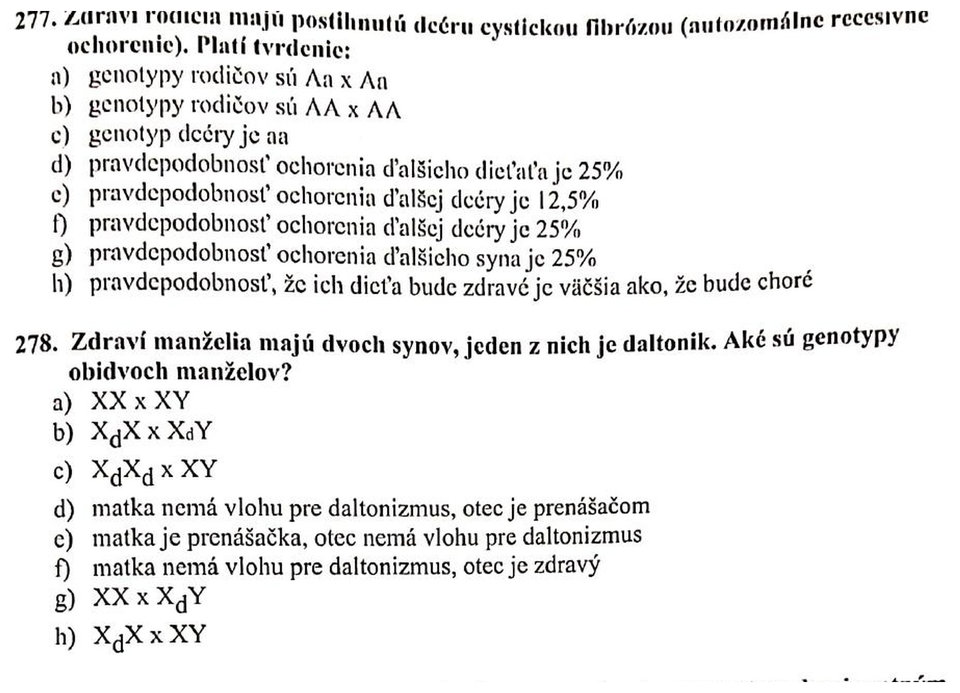 277. Zdraví rodičia majú postihnutú dcéru cystickou fibrózou (autozomálne recesívne
ochorenie). Platí tvrdenie:
a) genotypy rodičov sú Aa x Aa
b) genotypy rodičov sú AA x AA
c) genotyp dcéry je aa
d) pravdepodobnosť ochorenia ďalšieho dieťaťa je 25%
e) pravdepodobnosť ochorenia ďalšej dcéry je 12,5%
f) pravdepodobnosť ochorenia ďalšej dcéry je 25%
g) pravdepodobnosť ochorenia ďalšieho syna je 25%
h) pravdepodobnosť, že ich dieťa bude zdravé je väčšia ako, že bude choré
278. Zdraví manželia majú dvoch synov, jeden z nich je daltonik. Aké sú genotypy
obidvoch manželov?
a) XX x XY
b) X_dX x X_dY
c) X_dX_d x XY
d) matka nemá vlohu pre daltonizmus, otec je prenášačom
e) matka je prenášačka, otec nemá vlohu pre daltonizmus
f) matka nemá vlohu pre daltonizmus, otec je zdravý
g) XX x X_dY
h) X_dX x XY